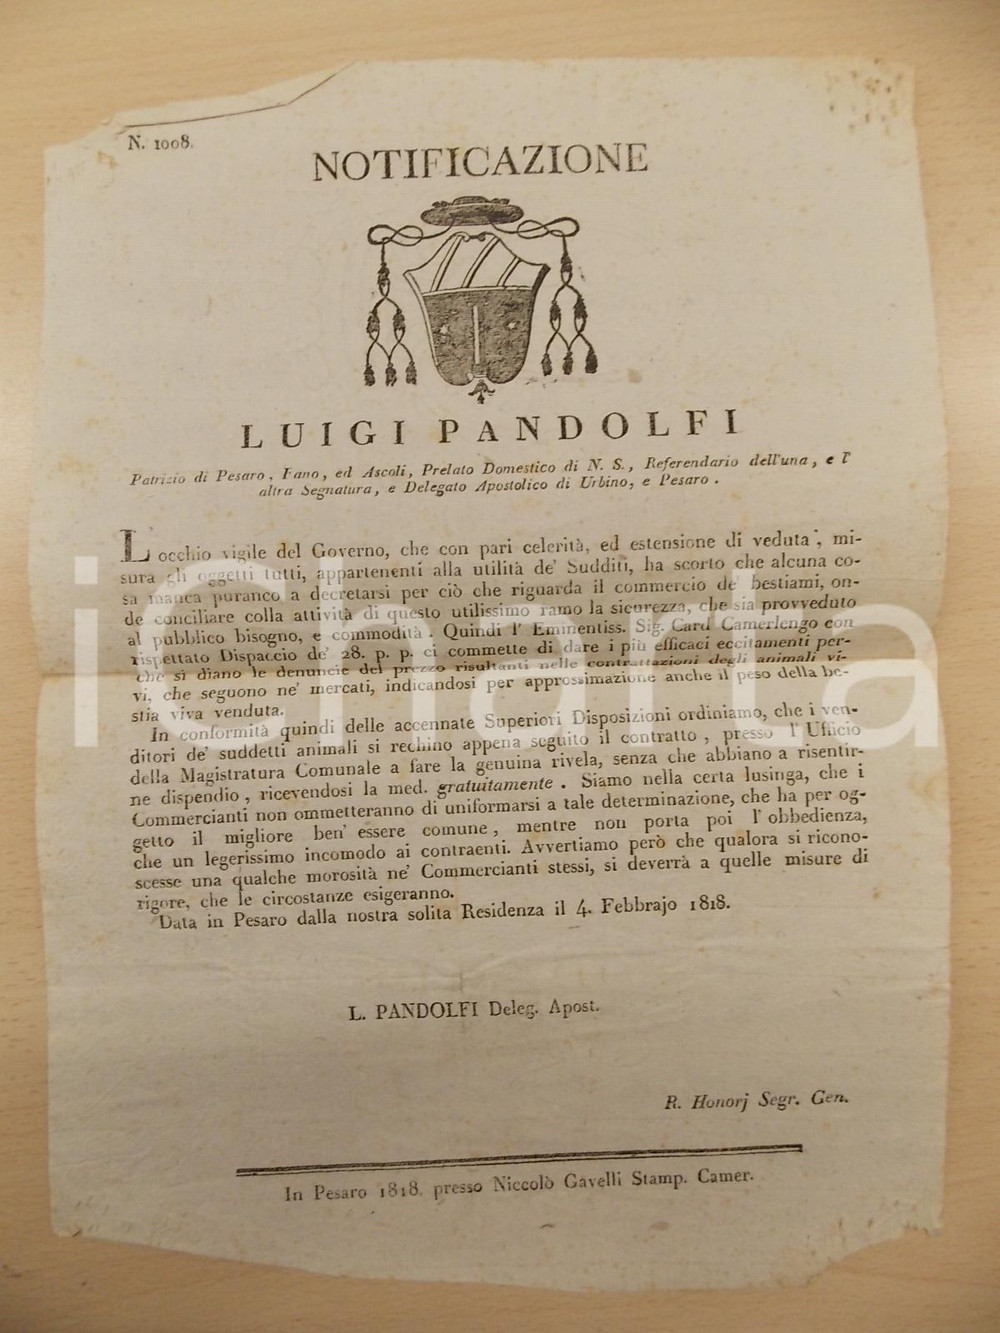 N. 1008.
NOTIFICAZIONE
LUIGI PANDOLFI
Patrizio di Pesaro, Fano, ed Ascoli, Prelato Domestico di N. S., Referendario dell'una, e l'
altra Segnatura, e Delegato Apostolico di Urbino, e Pesaro.
L occhio vigile del Governo, che con pari celerità, ed estensione di veduta, mi-
sura gli oggetti tutti, appartenenti alla utilità de' Sudditi, ha scorto che alcuna co-
sa manca puranco a decretarsi per ciò che riguarda il commercio de' bestiami, on-
de conciliare colla attività di questo utilissimo ramo la sicurezza, che sia provveduto
al pubblico bisogno, e commodità. Quindi l' Eminentiss. Sig. Card Camerlengo con
rispettato Dispaccio de' 28. p. p. ci commette di dare i più efficaci eccitamenti per-
che si diano le denuncie del prezzo risultanti nelle contrattazioni degli animali vi-
vi, che seguono ne' mercati, indicandosi per approssimazione anche il peso della be-
stia viva venduta.
In conformità quindi delle accennate Superiori Disposizioni ordiniamo, che i ven-
ditori de' suddetti animali si rechino appena seguito il contratto, presso l' Ufficio
della Magistratura Comunale a fare la genuina rivela, senza che abbiano a risentir-
ne dispendio, ricevendosi la med. gratuitamente. Siamo nella certa lusinga, che i
Commercianti non ommetteranno di uniformarsi a tale determinazione, che ha per og-
getto il migliore ben' essere comune, mentre non porta poi l' obbedienza,
che un legerissimo incomodo ai contraenti. Avvertiamo però che qualora si ricono-
scesse una qualche morosità ne' Commercianti stessi, si deverrà a quelle misure di
rigore, che le circostanze esigeranno.
Data in Pesaro dalla nostra solita Residenza il 4. Febbrajo 1818.
L. PANDOLFI Deleg. Apost.
R. Honorj Segr. Gen.
In Pesaro 1818. presso Niccolò Gavelli Stamp. Camer.